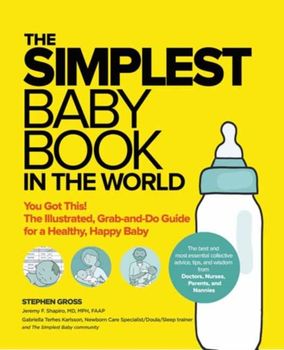 THE
SIMPLEST
BABY
BOOK
IN THE WORLD
You Got This!
The Illustrated, Grab-and-Do Guide
for a Healthy, Happy Baby
The best and
most essential collective
advice, tips, and wisdom
from
Doctors, Nurses,
Parents, and
Nannies
STEPHEN GROSS
Jeremy F. Shapiro, MD, MPH, FAAP
Gabriella Terhes Karlsson, Newborn Care Specialist/Doula/Sleep trainer
and The Simplest Baby community